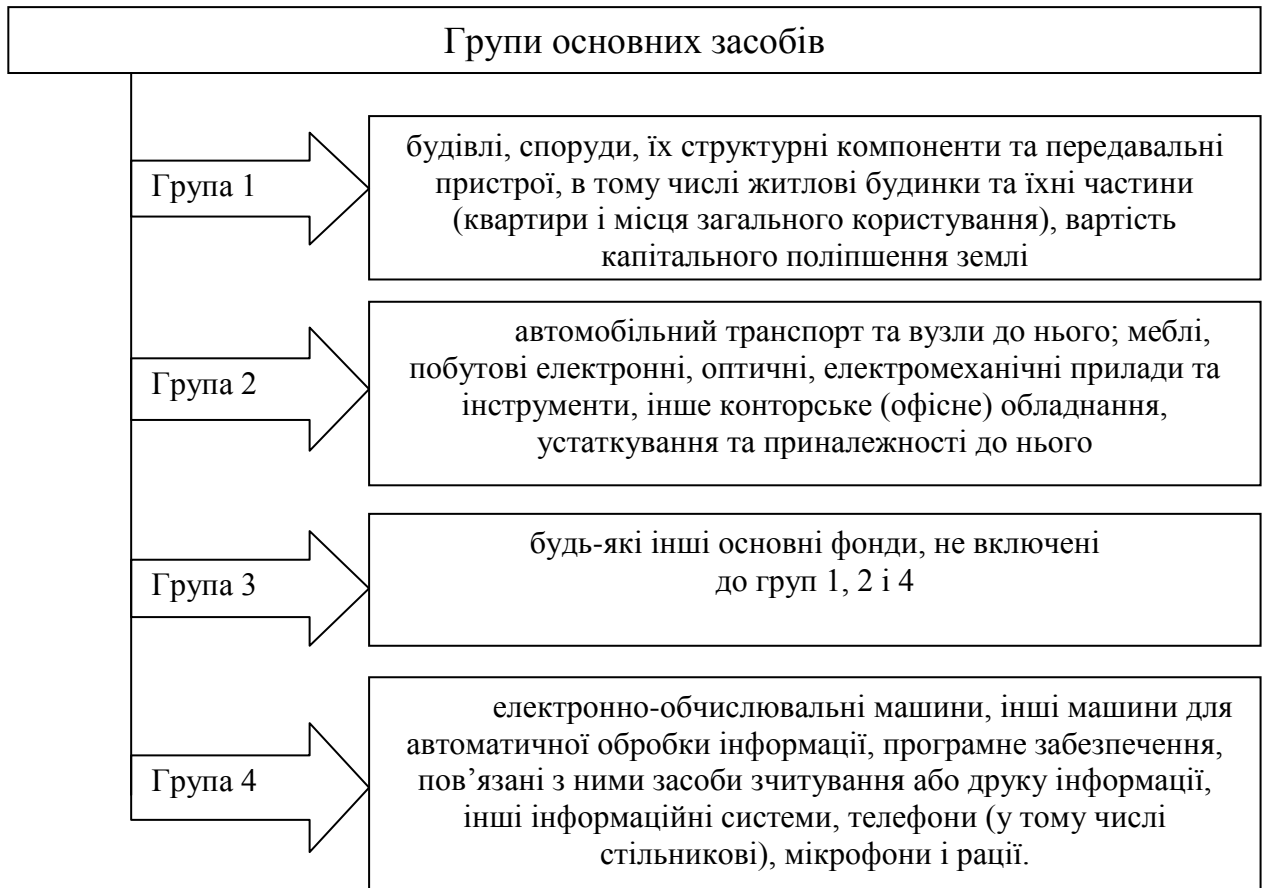 Групи основних засобів
Група 1
будівлі, споруди, їх структурні компоненти та передавальні
пристрої, в тому числі житлові будинки та їхні частини
(квартири і місця загального користування), вартість
капітального поліпшення землі
Група 2
автомобільний транспорт та вузли до нього; меблі,
побутові електронні, оптичні, електромеханічні прилади та
інструменти, інше конторське (офісне) обладнання,
устаткування та приналежності до нього
Група 3
будь-які інші основні фонди, не включені
до груп 1, 2 і 4
Група 4
електронно-обчислювальні машини, інші машини для
автоматичної обробки інформації, програмне забезпечення,
пов’язані з ними засоби зчитування або друку інформації,
інші інформаційні системи, телефони (у тому числі
стільникові), мікрофони і рації.